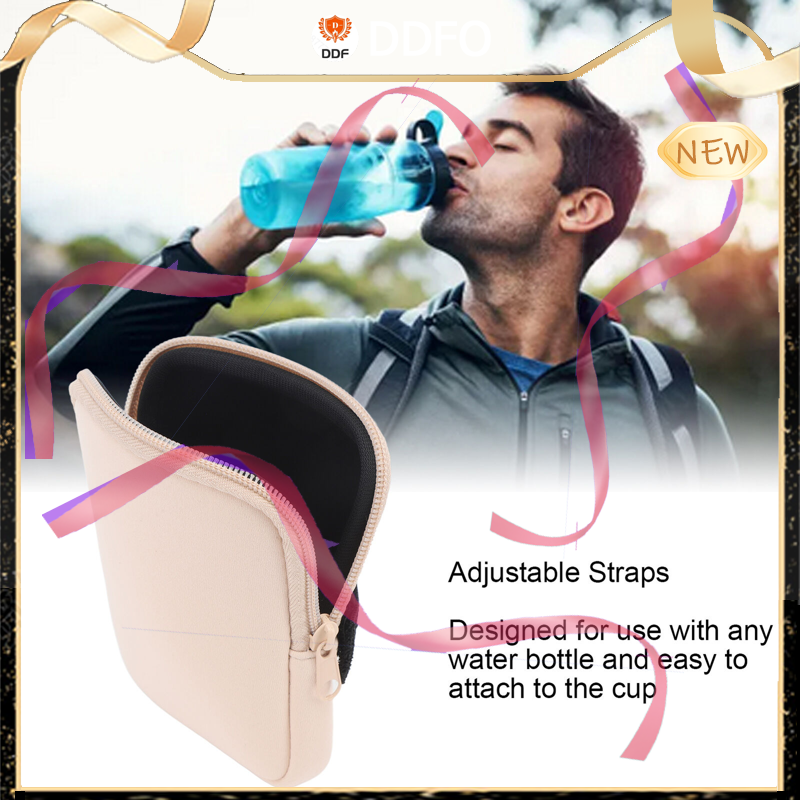 DDFO
DDF
NEW
Adjustable Straps
Designed for use with any
water bottle and easy to
attach to the cup